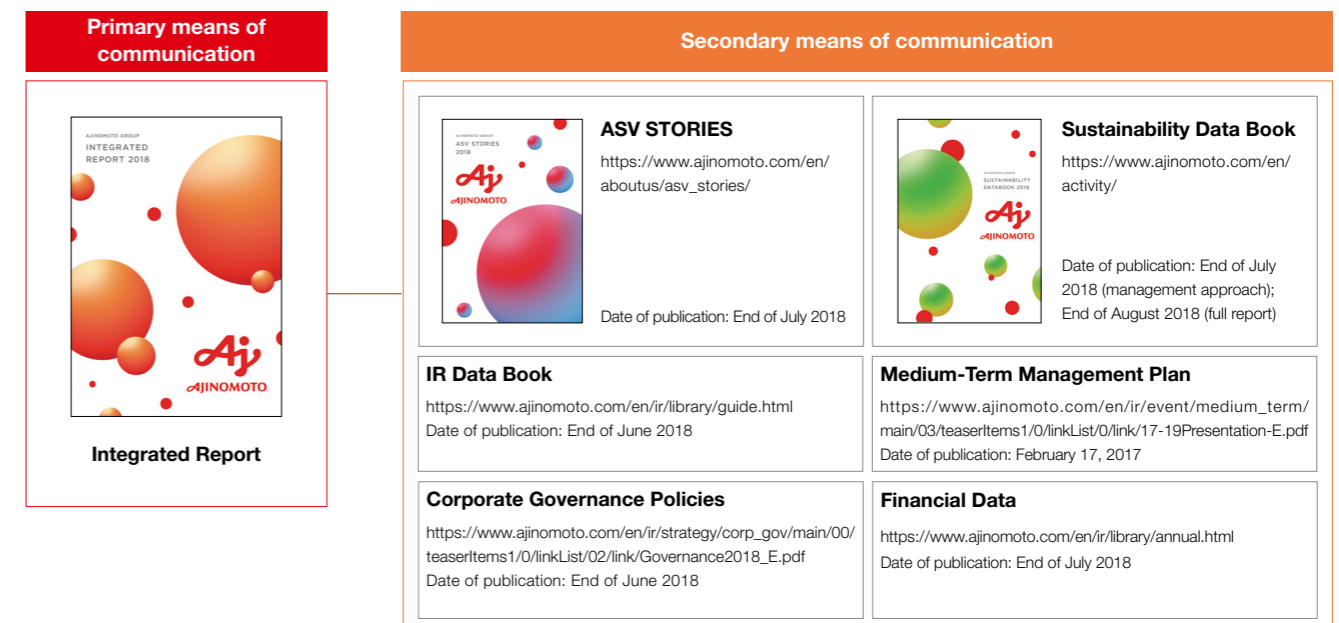 Primary means of
communication
Secondary means of communication
AJINOMOTO GROUP
INTEGRATED
REPORT 2018
Aj
AJINOMOTO
Integrated Report
AJINOMOTO GROUP
ASV STORIES
2018
Aj
AJINOMOTO
ASV STORIES
https://www.ajinomoto.com/en/
aboutus/asv_stories/
Date of publication: End of July 2018
AJINOMOTO GROUP
SUSTAINABILITY
DATABOOK 2018
Aj
AJINOMOTO
Sustainability Data Book
https://www.ajinomoto.com/en/
activity/
Date of publication: End of July
2018 (management approach);
End of August 2018 (full report)
IR Data Book
https://www.ajinomoto.com/en/ir/library/guide.html
Date of publication: End of June 2018
Medium-Term Management Plan
https://www.ajinomoto.com/en/ir/event/medium_term/
main/03/teaserItems1/0/linkList/0/link/17-19Presentation-E.pdf
Date of publication: February 17, 2017
Corporate Governance Policies
https://www.ajinomoto.com/en/ir/strategy/corp_gov/main/00/
teaserItems1/0/linkList/02/link/Governance2018_E.pdf
Date of publication: End of June 2018
Financial Data
https://www.ajinomoto.com/en/ir/library/annual.html
Date of publication: End of July 2018